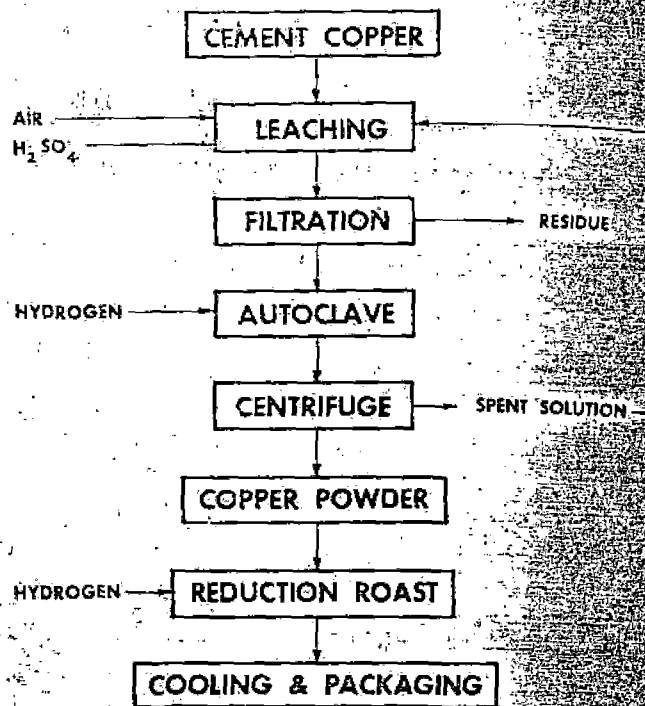 CEMENT COPPER
AIR
LEACHING
H₂SO₄
FILTRATION
RESIDUE
HYDROGEN
AUTOCLAVE
CENTRIFUGE
SPENT SOLUTION
COPPER POWDER
HYDROGEN
REDUCTION ROAST
COOLING & PACKAGING